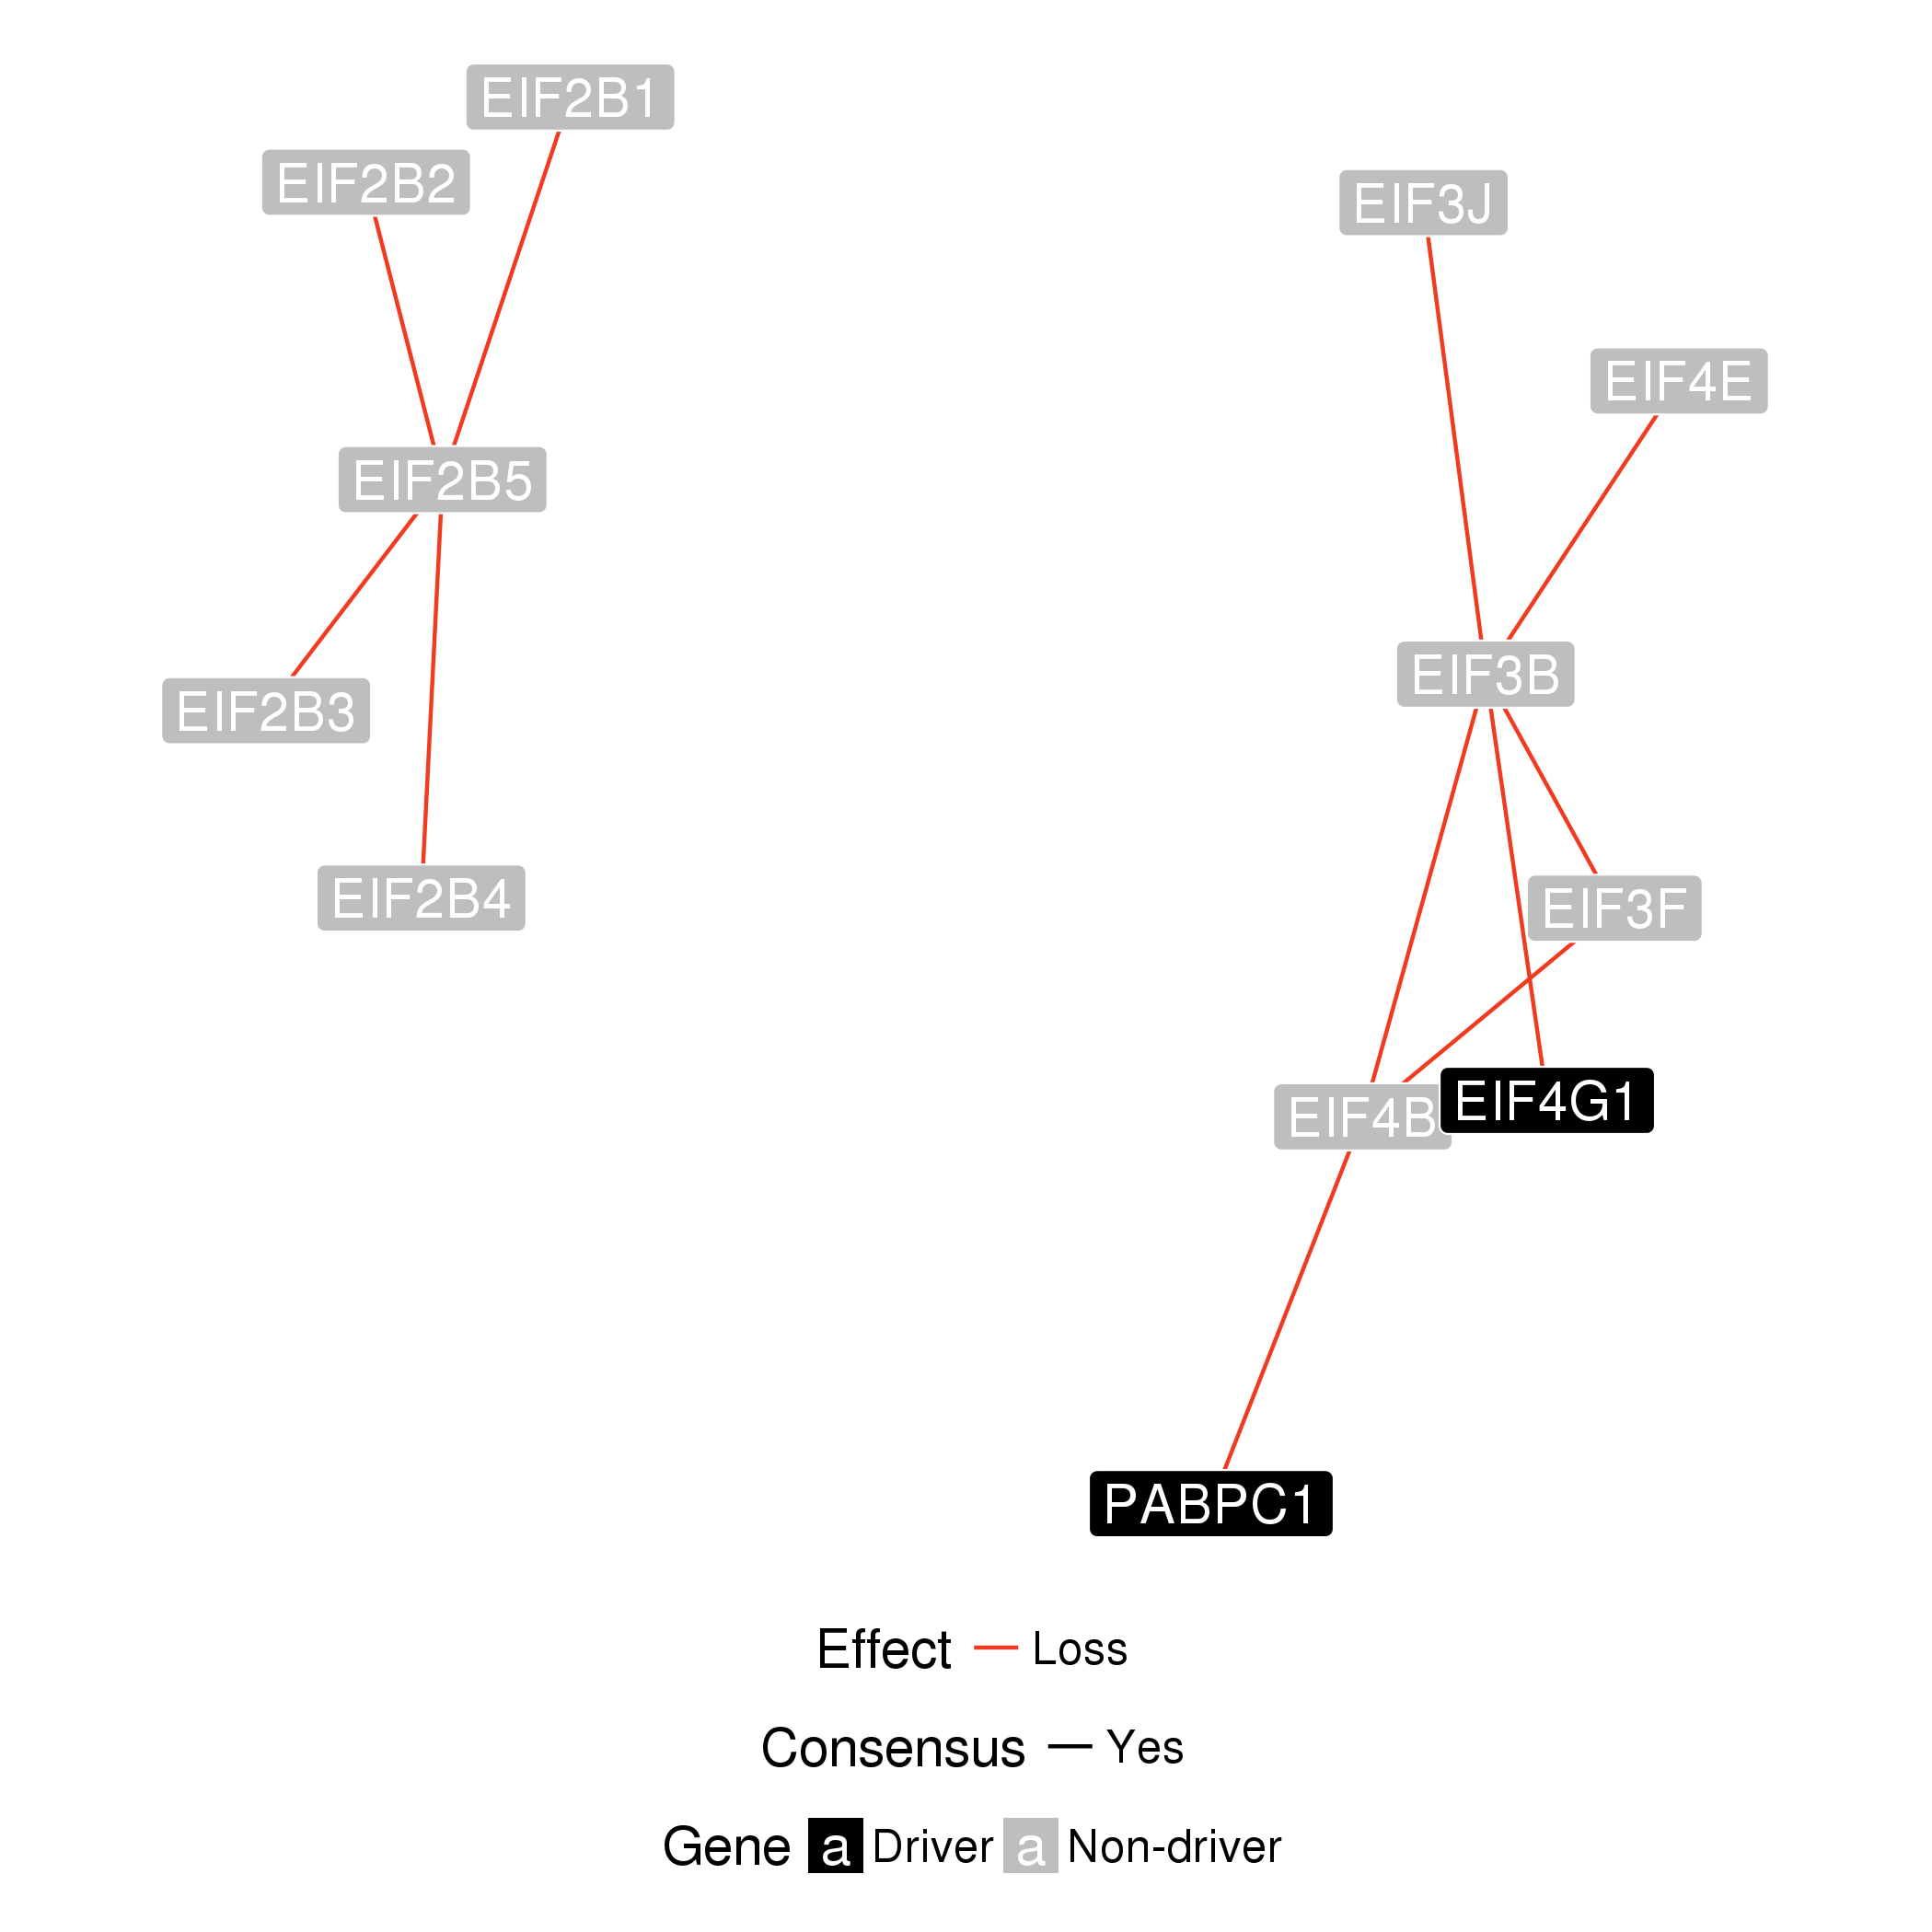 EIF2B1
EIF2B2
EIF3J
EIF4E
EIF2B5
EIF3B
EIF2B3
EIF2B4
EIF3F
EIF4B
EIF4G1
PABPC1
Effect Loss
Consensus Yes
Gene a Driver a Non-driver